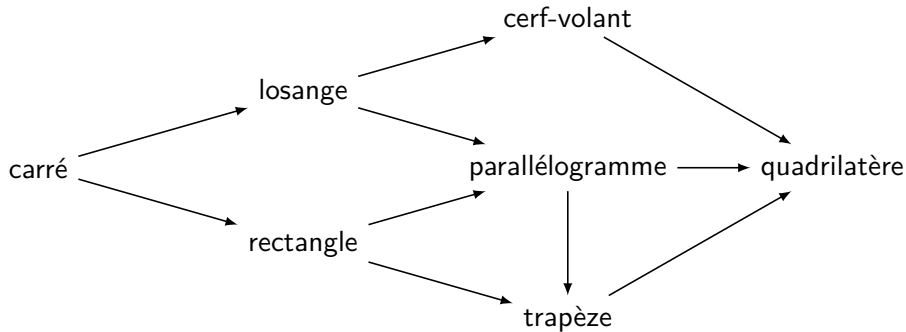 cerf-volant
losange
carré
parallélogramme
quadrilatère
rectangle
trapèze